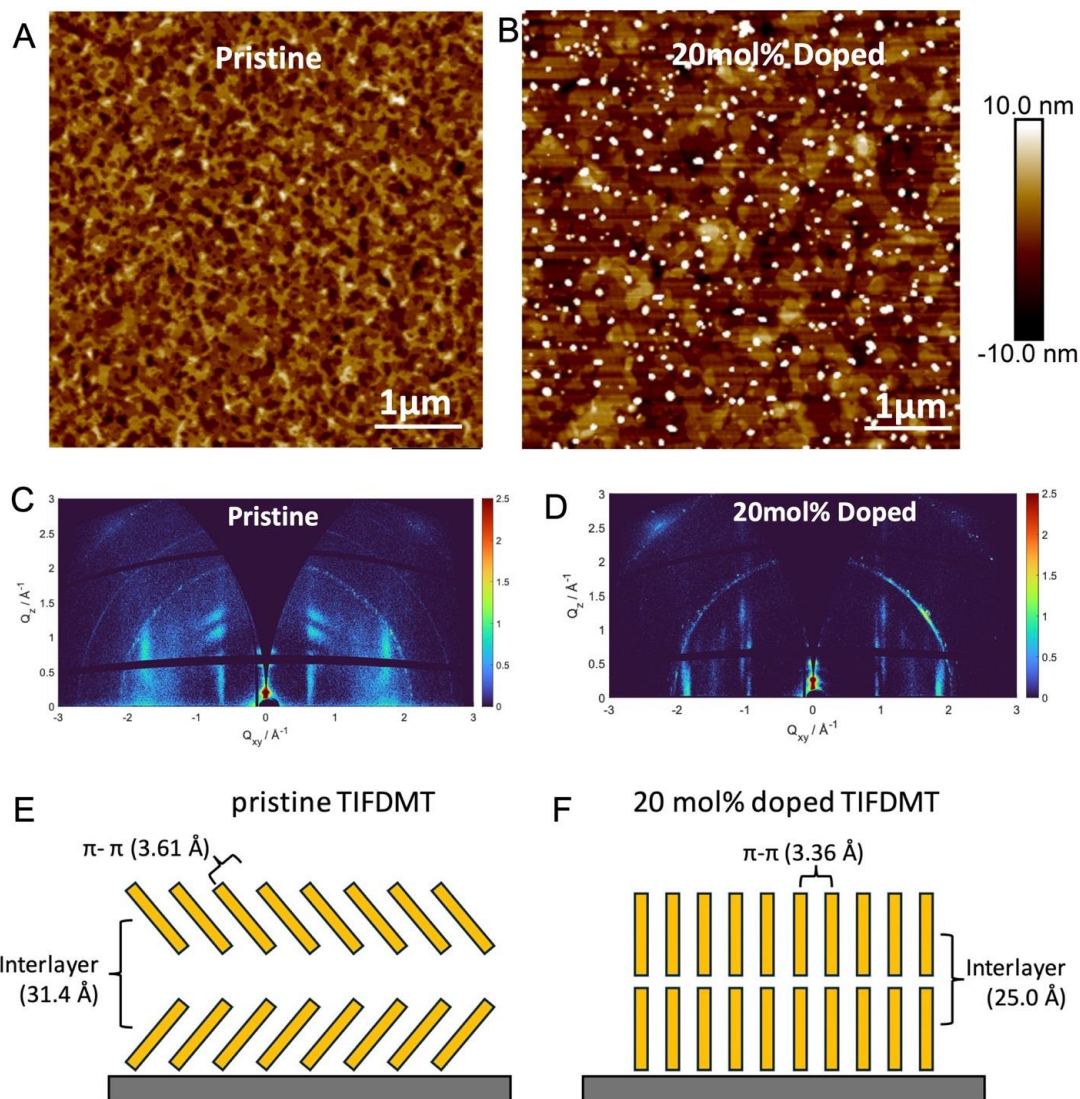 A
Pristine
1μm
B
20mol% Doped
1μm
10.0 nm
-10.0 nm
C
Pristine
3
2.5
2
1.5
1
0.5
0
-3
-2
-1
0
1
2
3
Q_z / Å⁻¹
Q_xy / Å⁻¹
2.5
2
1.5
1
0.5
0
D
20mol% Doped
3
2.5
2
1.5
1
0.5
0
-3
-2
-1
0
1
2
3
Q_z / Å⁻¹
Q_xy / Å⁻¹
2.5
2
1.5
1
0.5
0
E
pristine TIFDMT
π- π (3.61 Å)
Interlayer
(31.4 Å)
F
20 mol% doped TIFDMT
π-π (3.36 Å)
Interlayer
(25.0 Å)